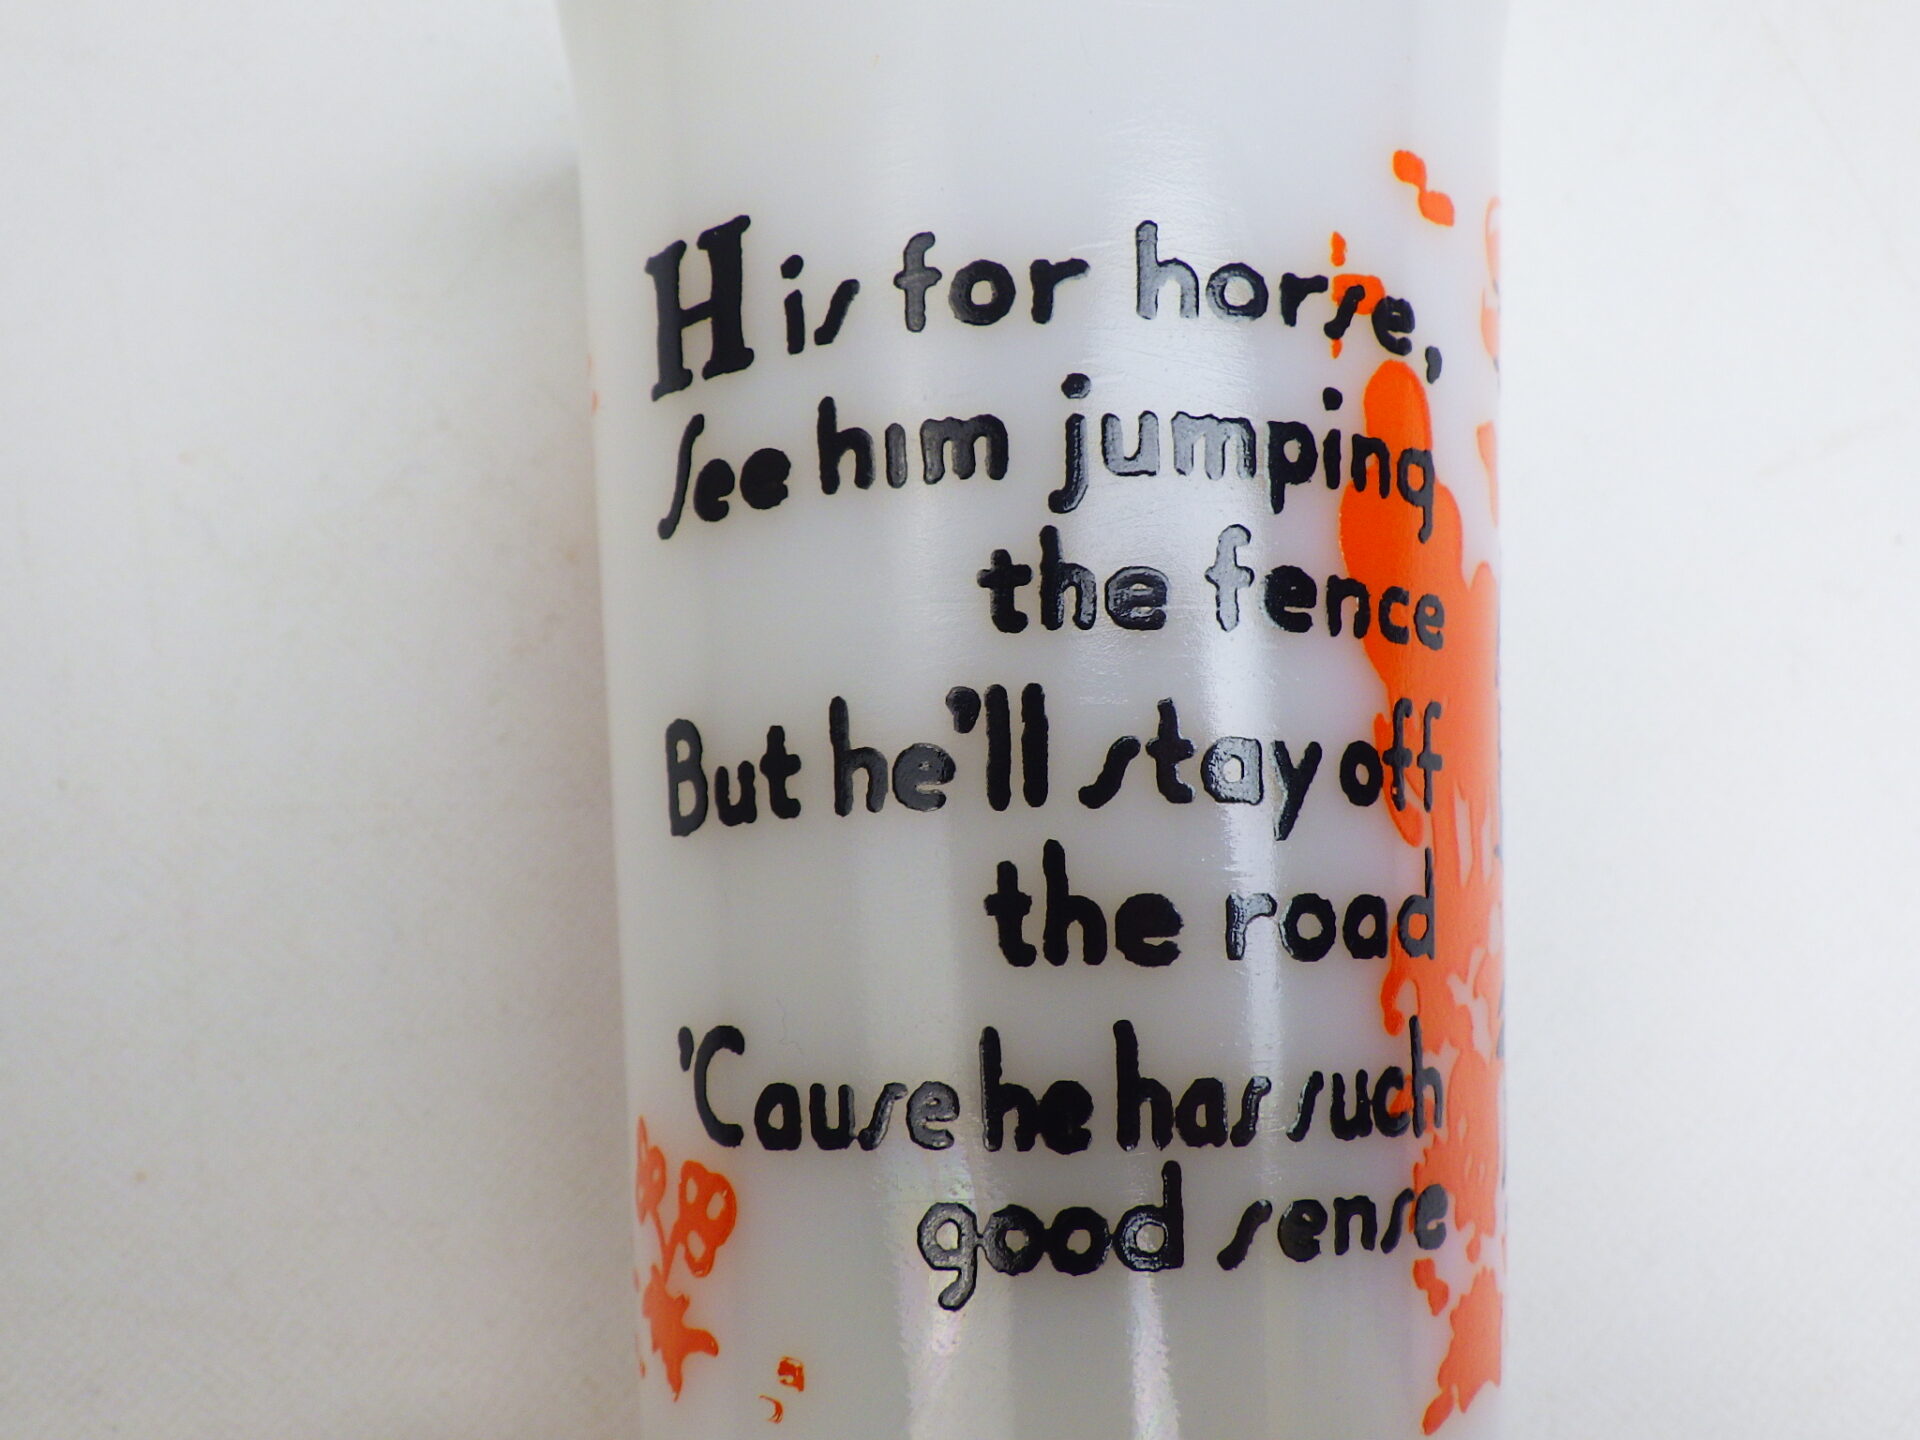 H is for horse,
See him jumping
the fence
But he'll stay off
the road
'Cause he has such
good sense